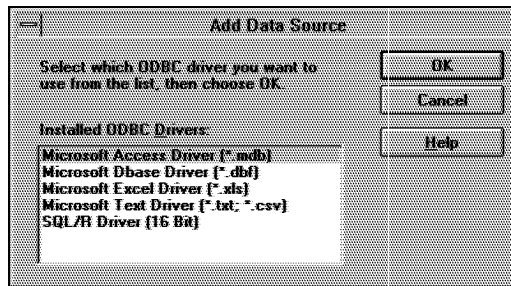 Add Data Source
Select which ODBC driver you want to
use from the list, then choose OK.
OK
Cancel
Help
Installed ODBC Drivers:
Microsoft Access Driver (*.mdb)
Microsoft Dbase Driver (*.dbf)
Microsoft Excel Driver (*.xls)
Microsoft Text Driver (*.txt; *.csv)
SQL/R Driver (16 Bit)